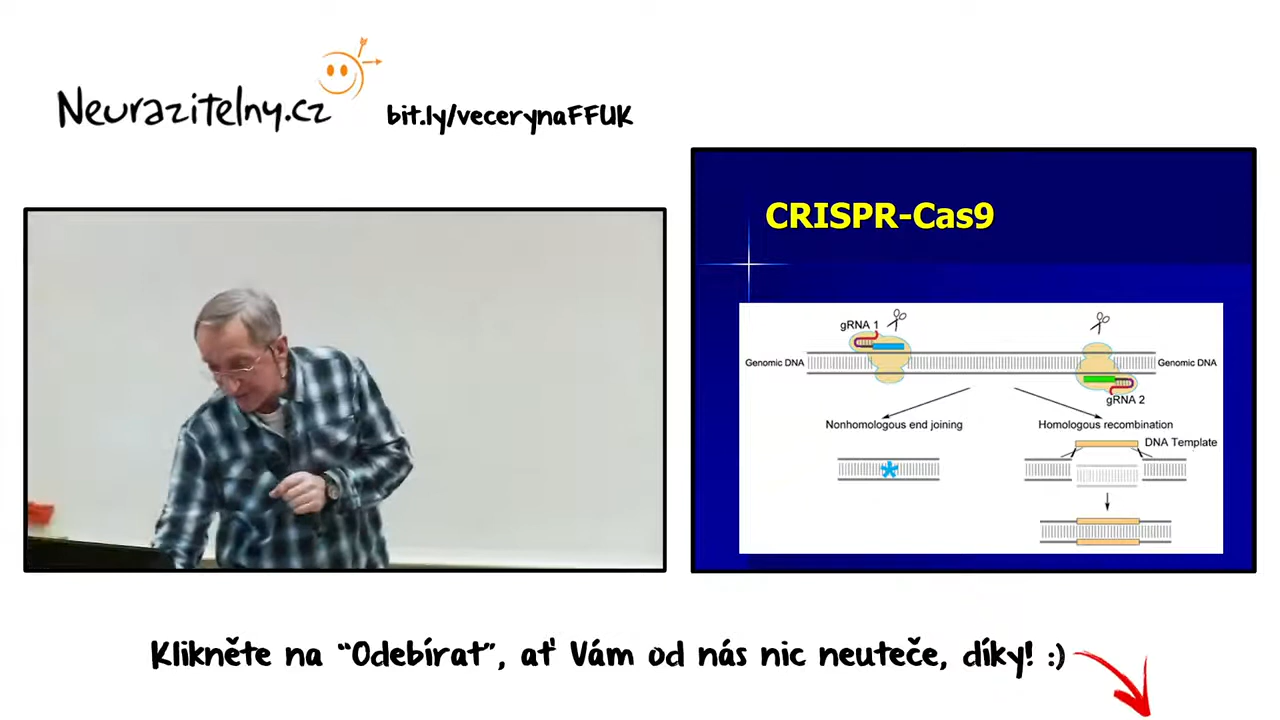 Neurazitelny.cz
bit.ly/vecerynaFFUK
CRISPR-Cas9
gRNA 1
Genomic DNA
Genomic DNA
gRNA 2
Nonhomologous end joining
Homologous recombination
DNA Template
Klikněte na “Odebírat”, ať Vám od nás nic neuteče, díky! :)